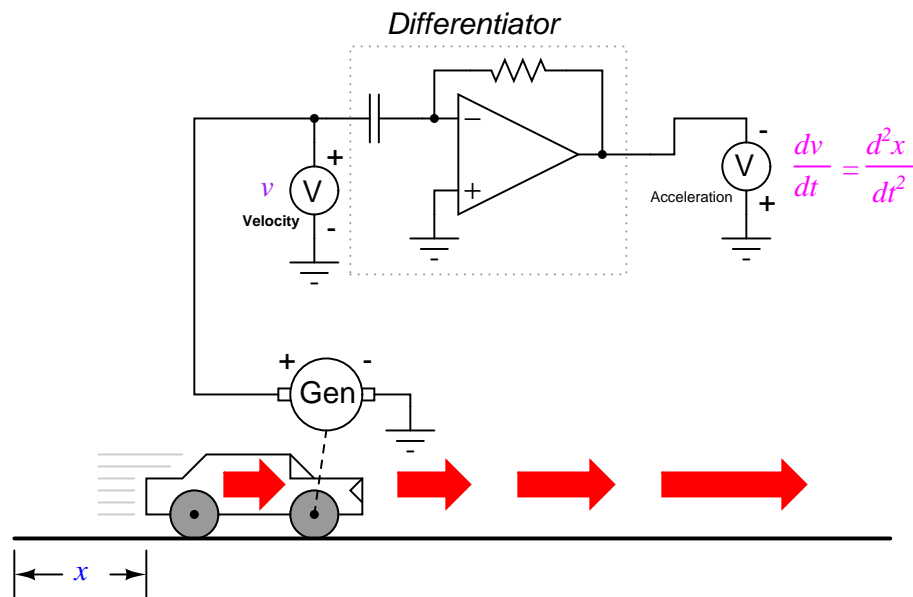 Differentiator
−
+
+
V
-
v
Velocity
-
V
+
Acceleration
dv/dt = d²x/dt²
+
-
Gen
x